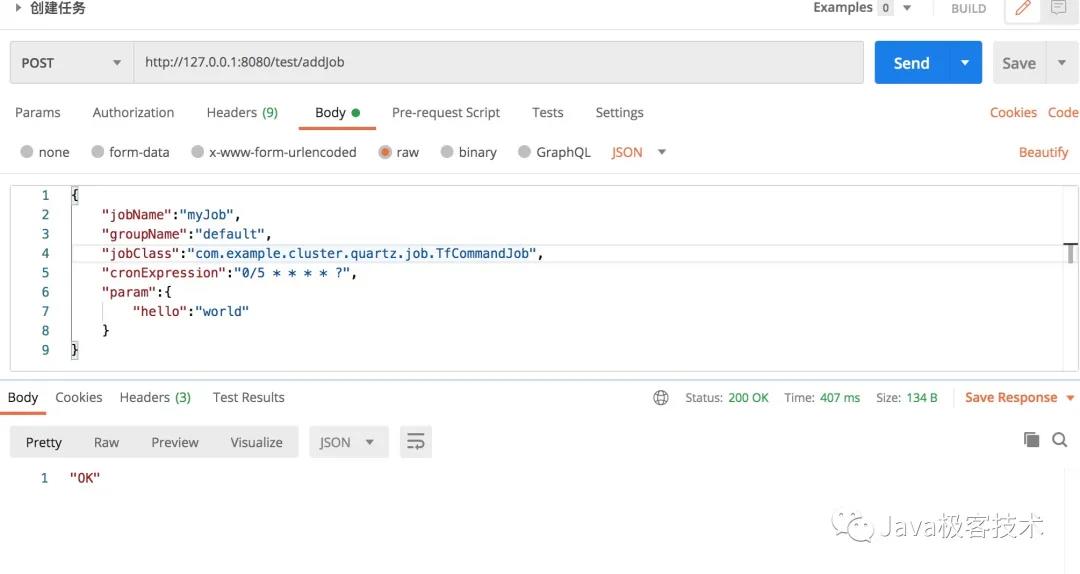 创建任务 Examples 0 BUILD
POST http://127.0.0.1:8080/test/addJob Send Save
Params Authorization Headers (9) Body Pre-request Script Tests Settings Cookies Code
none form-data x-www-form-urlencoded raw binary GraphQL JSON Beautify
1 {
2 "jobName":"myJob",
3 "groupName":"default",
4 "jobClass":"com.example.cluster.quartz.job.TfCommandJob",
5 "cronExpression":"0/5 * * * * ?",
6 "param":{
7 "hello":"world"
8 }
9 }
Body Cookies Headers (3) Test Results Status: 200 OK Time: 407 ms Size: 134 B Save Response
Pretty Raw Preview Visualize JSON
1 "OK"
Java极客技术